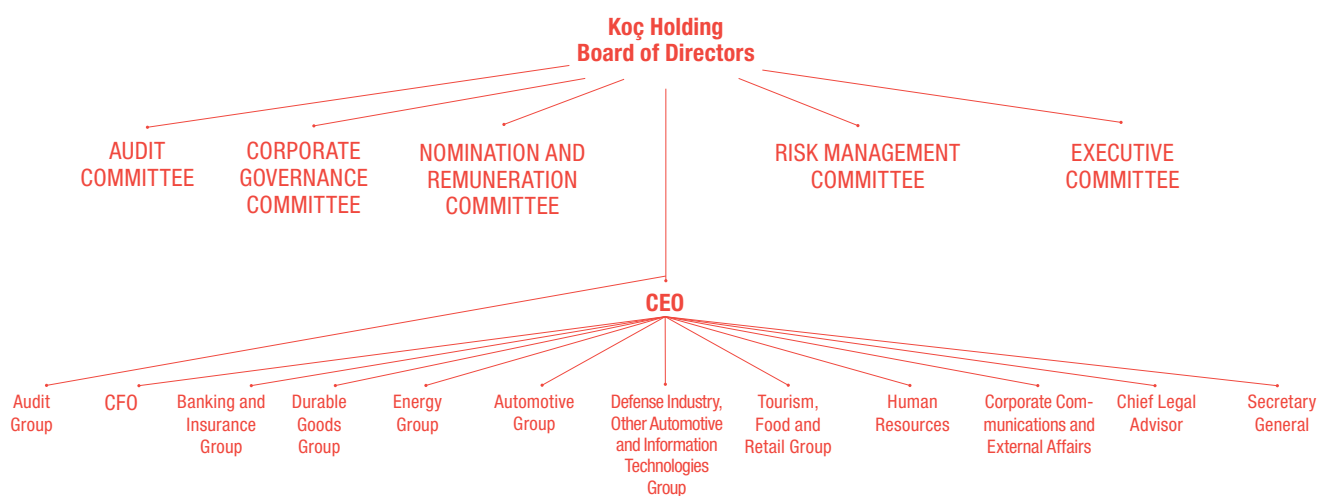 Koç Holding
Board of Directors
AUDIT
COMMITTEE
CORPORATE
GOVERNANCE
COMMITTEE
NOMINATION AND
REMUNERATION
COMMITTEE
RISK MANAGEMENT
COMMITTEE
EXECUTIVE
COMMITTEE
CEO
Audit
Group
CFO
Banking and
Insurance
Group
Durable
Goods
Group
Energy
Group
Automotive
Group
Defense Industry,
Other Automotive
and Information
Technologies
Group
Tourism,
Food and
Retail Group
Human
Resources
Corporate Com-
munications and
External Affairs
Chief Legal
Advisor
Secretary
General